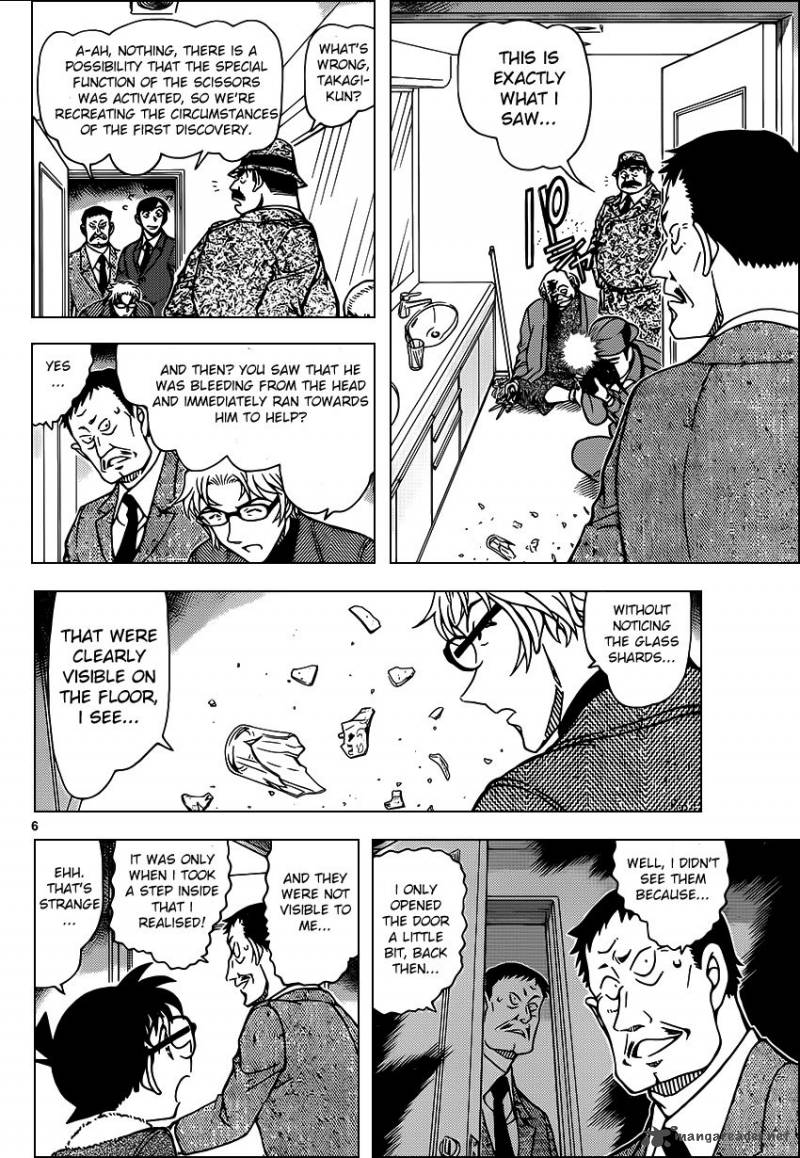 THIS IS
EXACTLY
WHAT I
SAW...
WHAT'S
WRONG,
TAKAGI-
KUN?
A-AH, NOTHING, THERE IS A
POSSIBILITY THAT THE SPECIAL
FUNCTION OF THE SCISSORS
WAS ACTIVATED, SO WE'RE
RECREATING THE CIRCUMSTANCES
OF THE FIRST DISCOVERY.
AND THEN? YOU SAW THAT HE
WAS BLEEDING FROM THE HEAD
AND IMMEDIATELY RAN TOWARDS
HIM TO HELP?
YES
...
WITHOUT
NOTICING
THE GLASS
SHARDS...
THAT WERE
CLEARLY
VISIBLE ON
THE FLOOR,
I SEE...
6
WELL, I DIDN'T
SEE THEM
BECAUSE...
I ONLY
OPENED
THE DOOR
A LITTLE
BIT, BACK
THEN...
AND THEY
WERE NOT
VISIBLE TO
ME...
IT WAS ONLY
WHEN I TOOK
A STEP INSIDE
THAT I
REALISED!
EHH.
THAT'S
STRANGE
...
mangareader.net